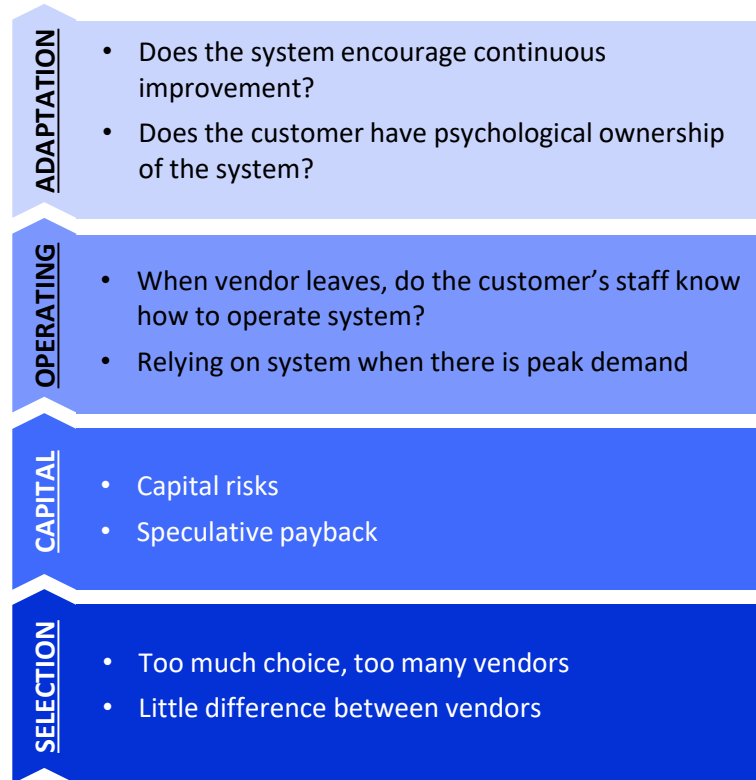 ADAPTATION
• Does the system encourage continuous
improvement?
• Does the customer have psychological ownership
of the system?
OPERATING
• When vendor leaves, do the customer’s staff know
how to operate system?
• Relying on system when there is peak demand
CAPITAL
• Capital risks
• Speculative payback
SELECTION
• Too much choice, too many vendors
• Little difference between vendors